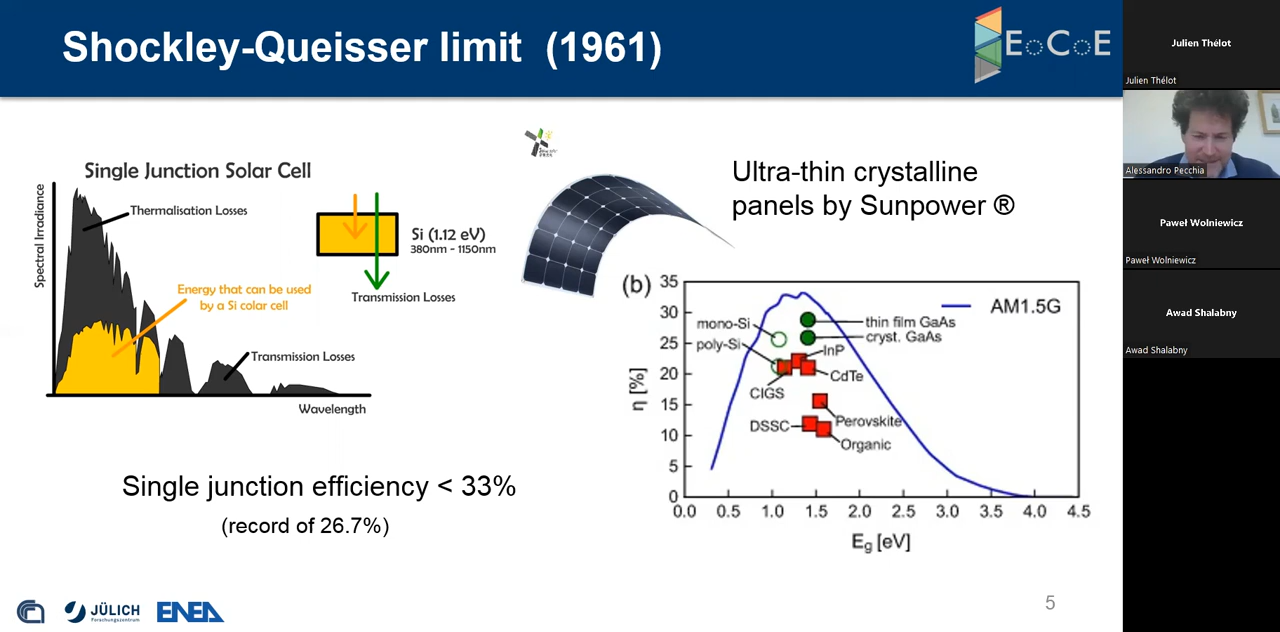 Shockley-Queisser limit (1961)
EoCoE
Single Junction Solar Cell
Spectral Irradiance
Thermalisation Losses
Energy that can be used
by a Si colar cell
Transmission Losses
Wavelength
Si (1.12 eV)
380nm - 1150nm
Transmission Losses
Ultra-thin crystalline
panels by Sunpower ®
(b)
35
30
25
20
15
10
5
0
η [%]
AM1.5G
mono-Si
poly-Si
thin film GaAs
cryst. GaAs
InP
CdTe
CIGS
Perovskite
DSSC
Organic
0.0 0.5 1.0 1.5 2.0 2.5 3.0 3.5 4.0 4.5
Eg [eV]
Single junction efficiency < 33%
(record of 26.7%)
JÜLICH
Forschungszentrum
ENEA
5
Julien Thélot
Julien Thélot
Alessandro Pecchia
Paweł Wolniewicz
Paweł Wolniewicz
Awad Shalabny
Awad Shalabny